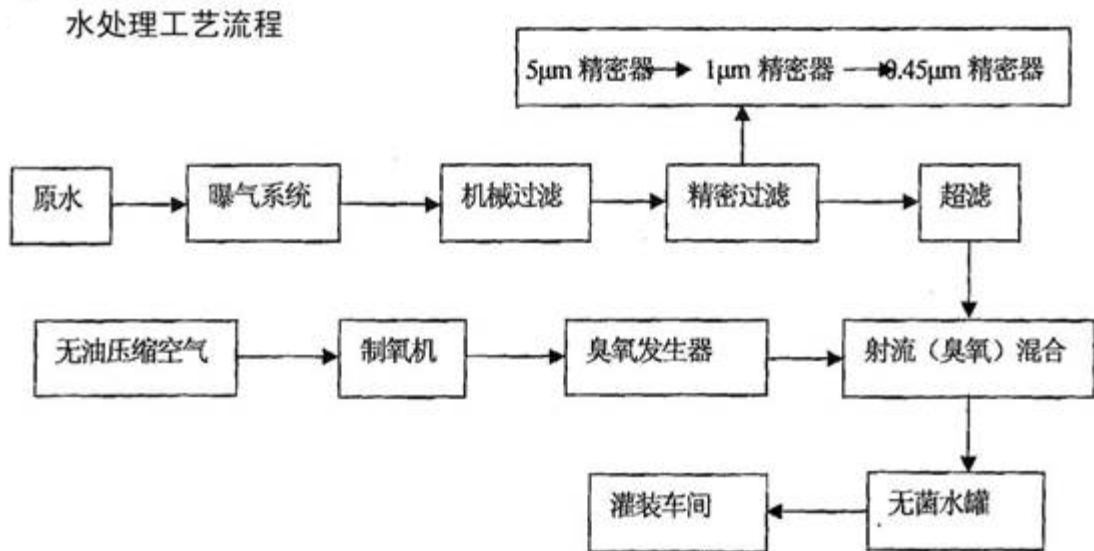 水处理工艺流程
5μm 精密器 1μm 精密器 0.45μm 精密器
原水 曝气系统 机械过滤 精密过滤 超滤
无油压缩空气 制氧机 臭氧发生器 射流（臭氧）混合
灌装车间 无菌水罐